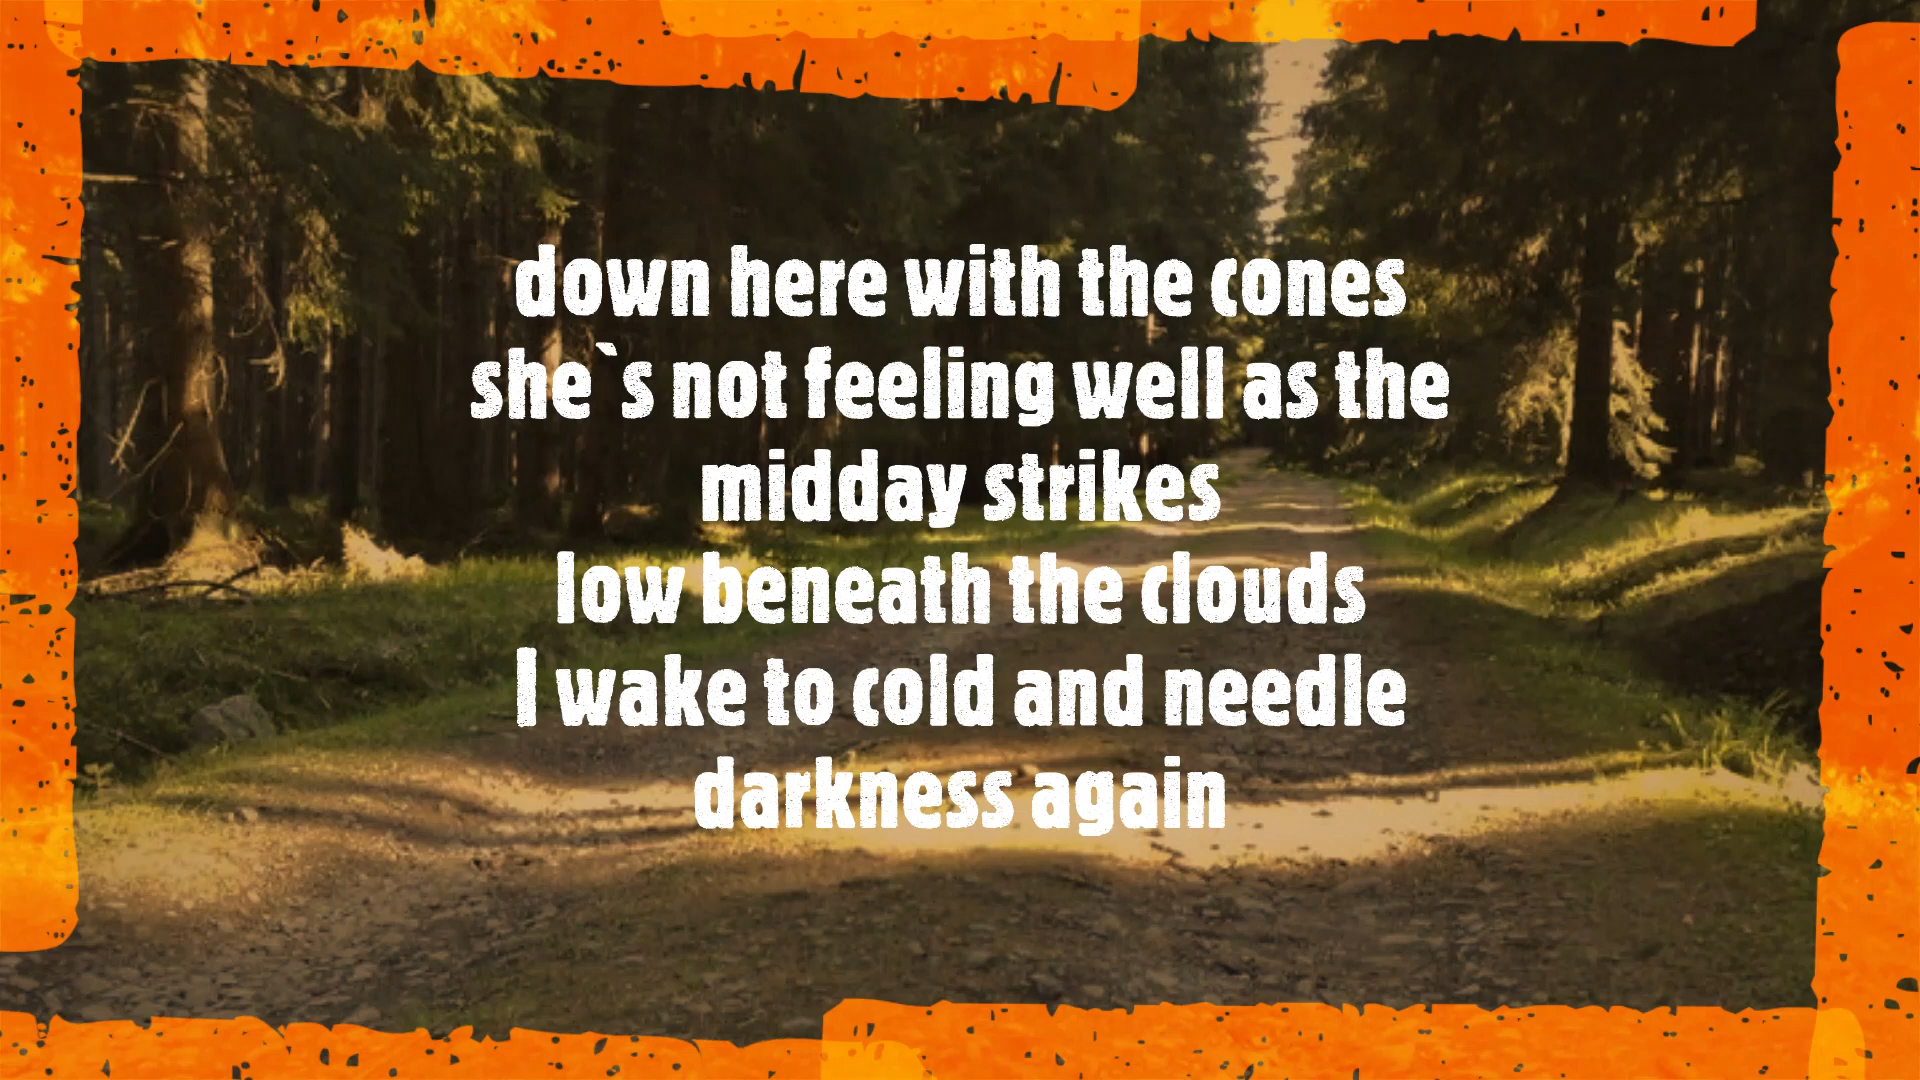 down here with the cones
she`s not feeling well as the
midday strikes
low beneath the clouds
I wake to cold and needle
darkness again